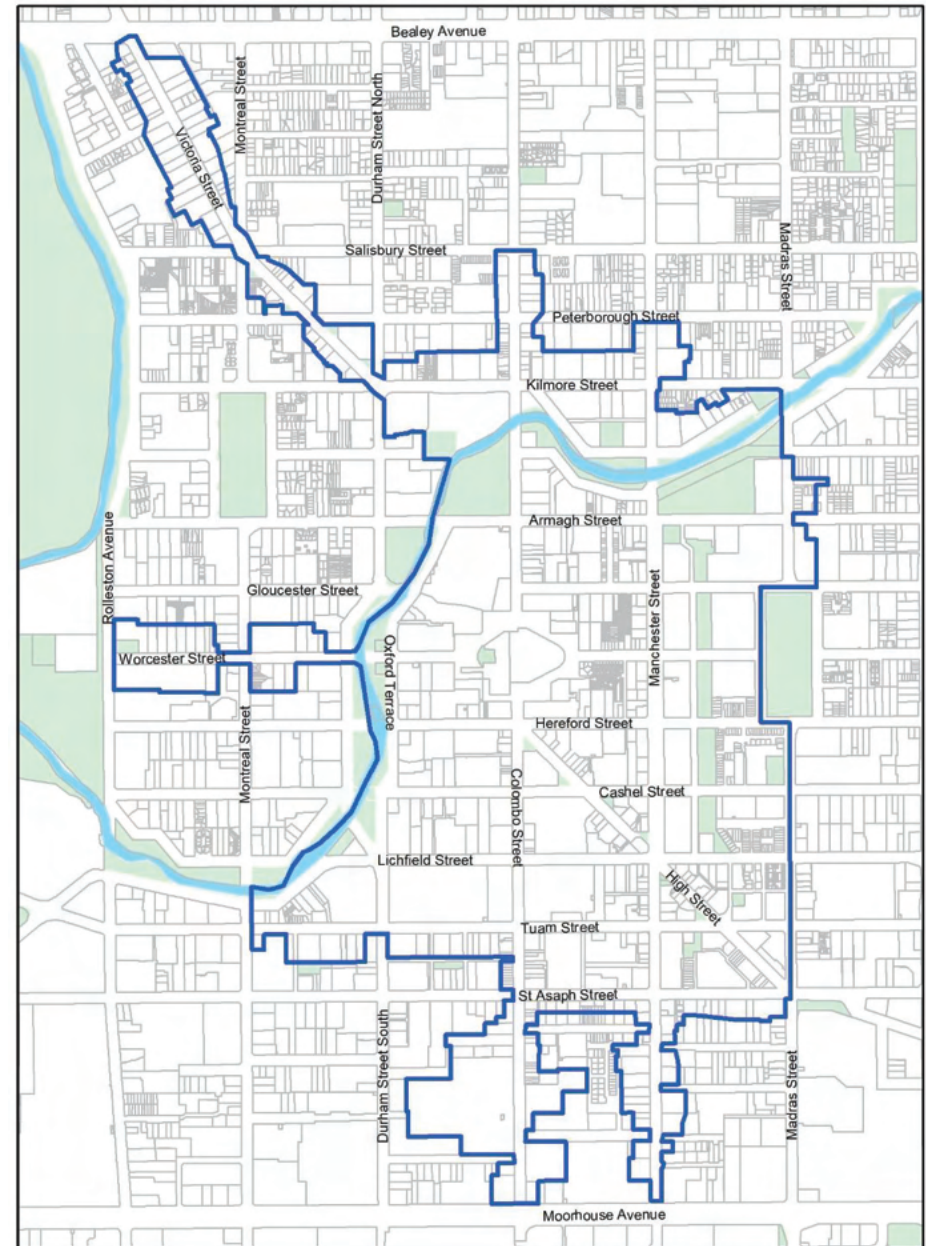 Bealey Avenue
Montreal Street
Durham Street North
Victoria Street
Salisbury Street
Madras Street
Peterborough Street
Kilmore Street
Armagh Street
Rolleston Avenue
Gloucester Street
Manchester Street
Worcester Street
Oxford Terrace
Hereford Street
Montreal Street
Colombo Street
Cashel Street
Lichfield Street
High Street
Tuam Street
St Asaph Street
Durham Street South
Madras Street
Moorhouse Avenue